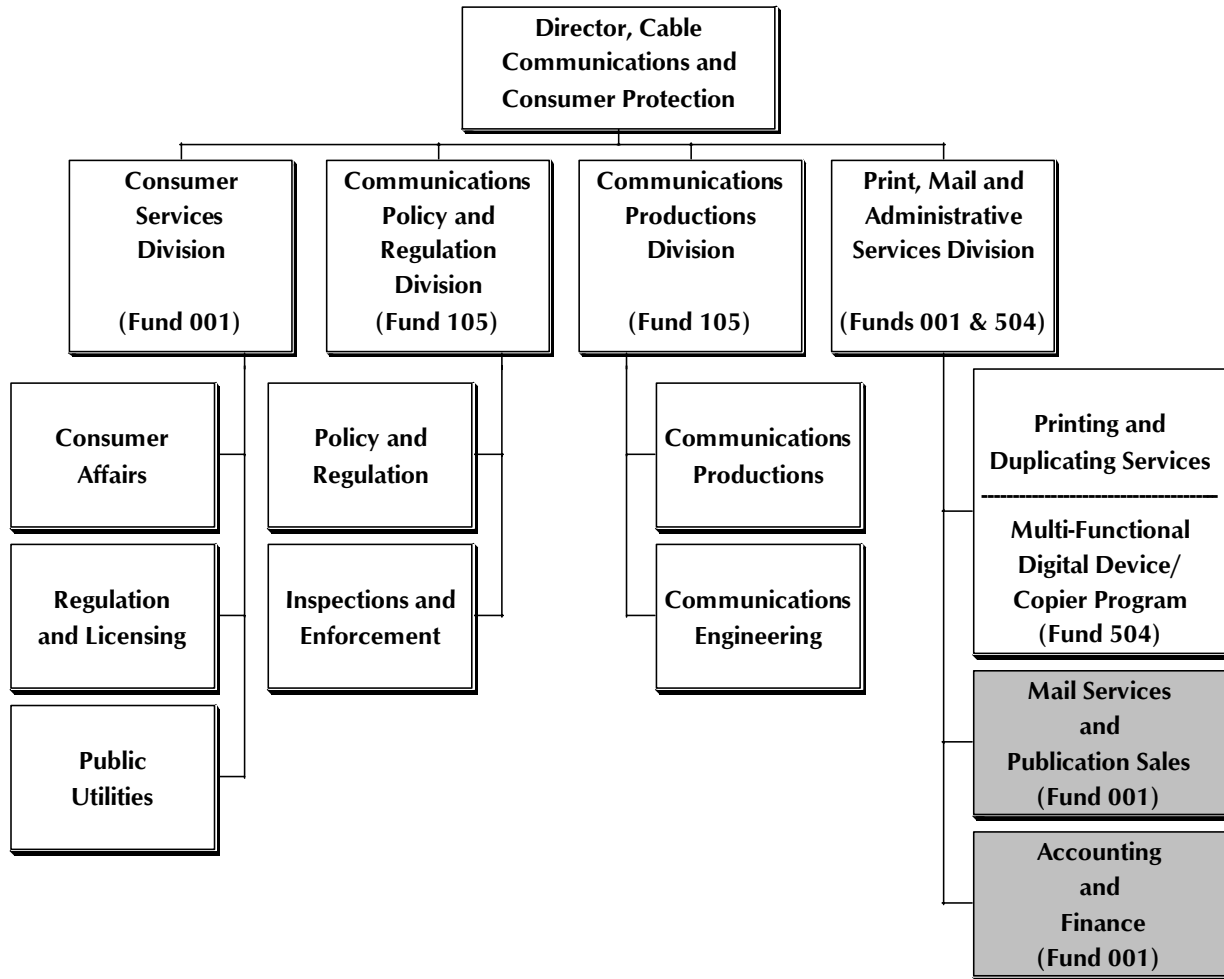 Director, Cable
Communications and
Consumer Protection
Consumer
Services
Division
(Fund 001)
Communications
Policy and
Regulation
Division
(Fund 105)
Communications
Productions
Division
(Fund 105)
Print, Mail and
Administrative
Services Division
(Funds 001 & 504)
Consumer
Affairs
Regulation
and Licensing
Public
Utilities
Policy and
Regulation
Inspections and
Enforcement
Communications
Productions
Communications
Engineering
Printing and
Duplicating Services
Multi-Functional
Digital Device/
Copier Program
(Fund 504)
Mail Services
and
Publication Sales
(Fund 001)
Accounting
and
Finance
(Fund 001)